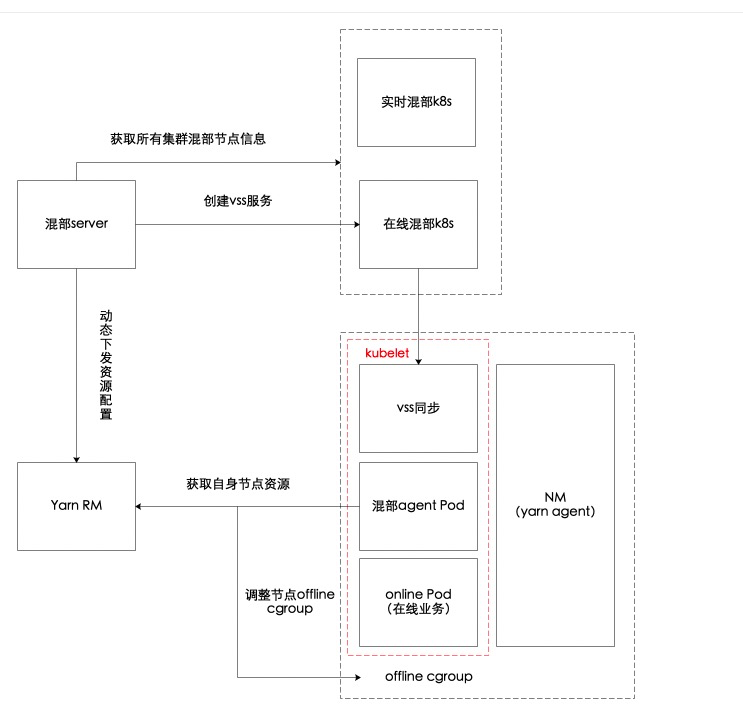 实时混部k8s
获取所有集群混部节点信息
混部server
创建vss服务
在线混部k8s
动态下发资源配置
kubelet
vss同步
Yarn RM
获取自身节点资源
混部agent Pod
NM
（yarn agent）
调整节点offline
cgroup
online Pod
（在线业务）
offline cgroup